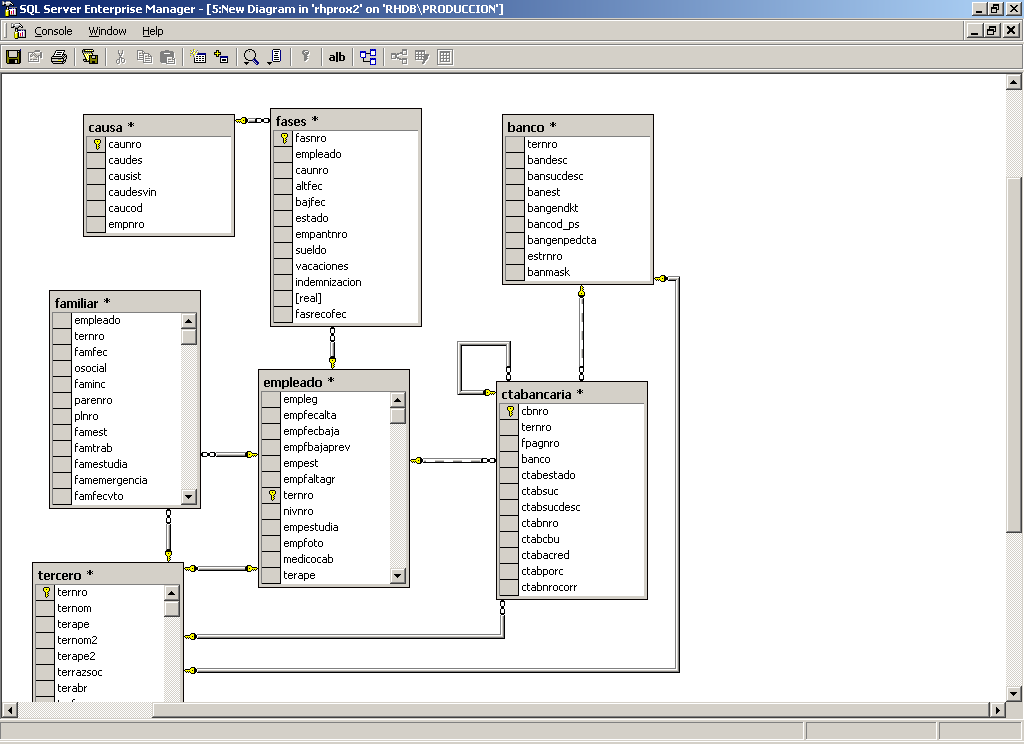 SQL Server Enterprise Manager - [5:New Diagram in 'rhprox2' on 'RHDB\PRODUCCION']
Console Window Help
ab
causa *
caunro
caudes
causist
caudesvin
caucod
empnro
fases *
fasnro
empleado
caunro
altfec
bajfec
estado
empantnro
sueldo
vacaciones
indemnizacion
[real]
fasrecofec
banco *
ternro
bandesc
bansucdesc
banest
bangendkt
bancod_ps
bangenpedcta
estrnro
banmask
familiar *
empleado
ternro
famfec
osocial
faminc
parenro
plnro
famest
famtrab
famestudia
famemergencia
famfecvto
empleado *
empleg
empfecalta
empfecbaja
empfbajaprev
empest
empfaltagr
ternro
nivnro
empestudia
empfoto
medicocab
terape
ctabancaria *
cbnro
ternro
fpagnro
banco
ctabestado
ctabsuc
ctabsucdesc
ctabnro
ctabcbu
ctabacred
ctabporc
ctabnrocorr
tercero *
ternro
ternom
terape
ternom2
terape2
terrazsoc
terabr